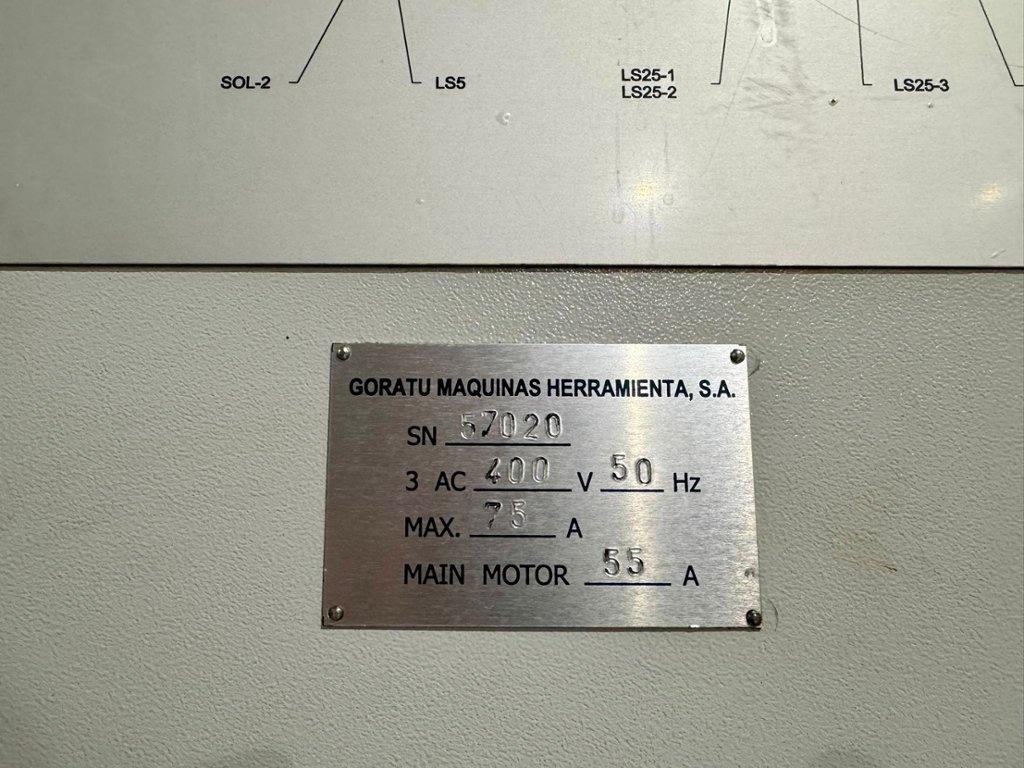 SOL-2
LS5
LS25-1
LS25-2
LS25-3
GORATU MAQUINAS HERRAMIENTA, S.A.
SN 57020
3 AC 400 V 50 Hz
MAX. 75 A
MAIN MOTOR 55 A